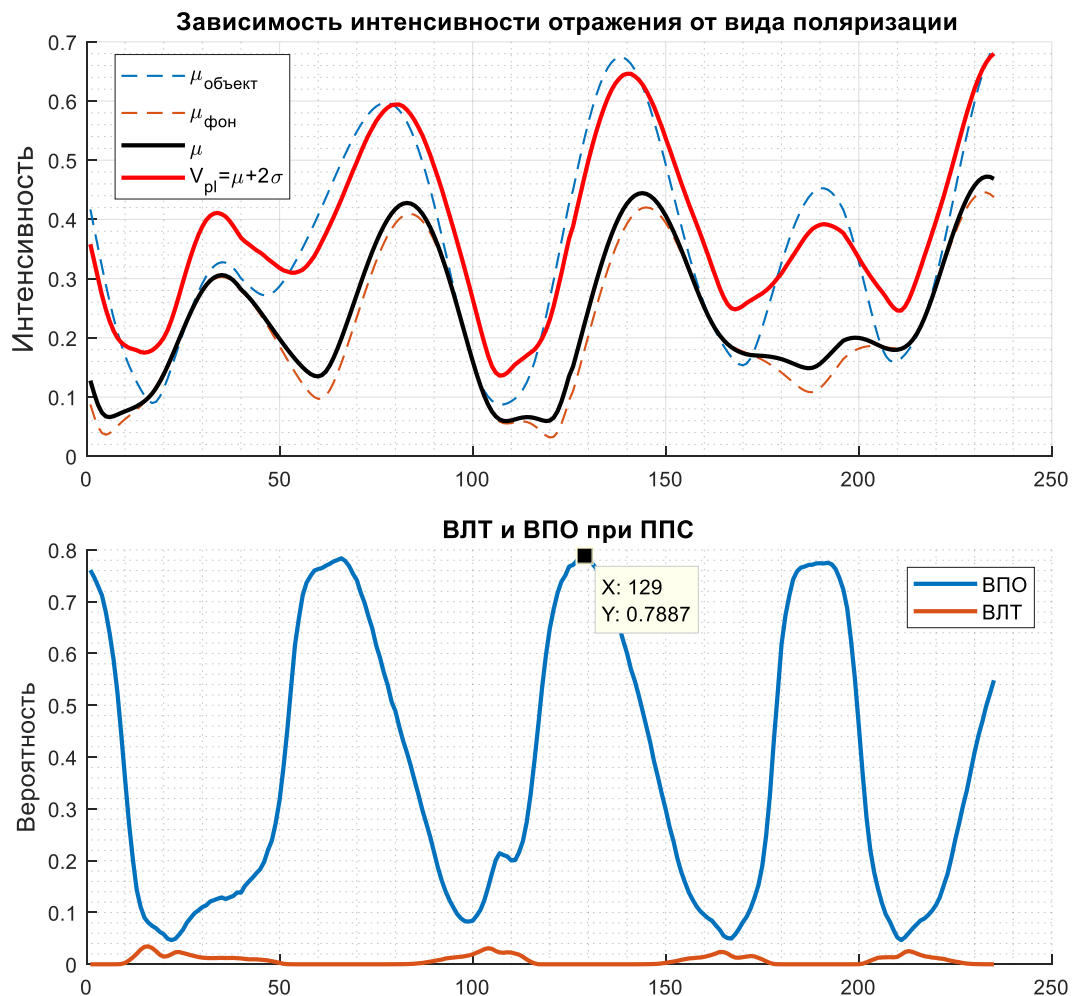 Зависимость интенсивности отражения от вида поляризации
Интенсивность
0.7
0.6
0.5
0.4
0.3
0.2
0.1
0
μобъект
μфон
μ
Vpl=μ+2σ
0 50 100 150 200 250
ВЛТ и ВПО при ППС
Вероятность
0.8
0.7
0.6
0.5
0.4
0.3
0.2
0.1
0
X: 129
Y: 0.7887
ВПО
ВЛТ
0 50 100 150 200 250